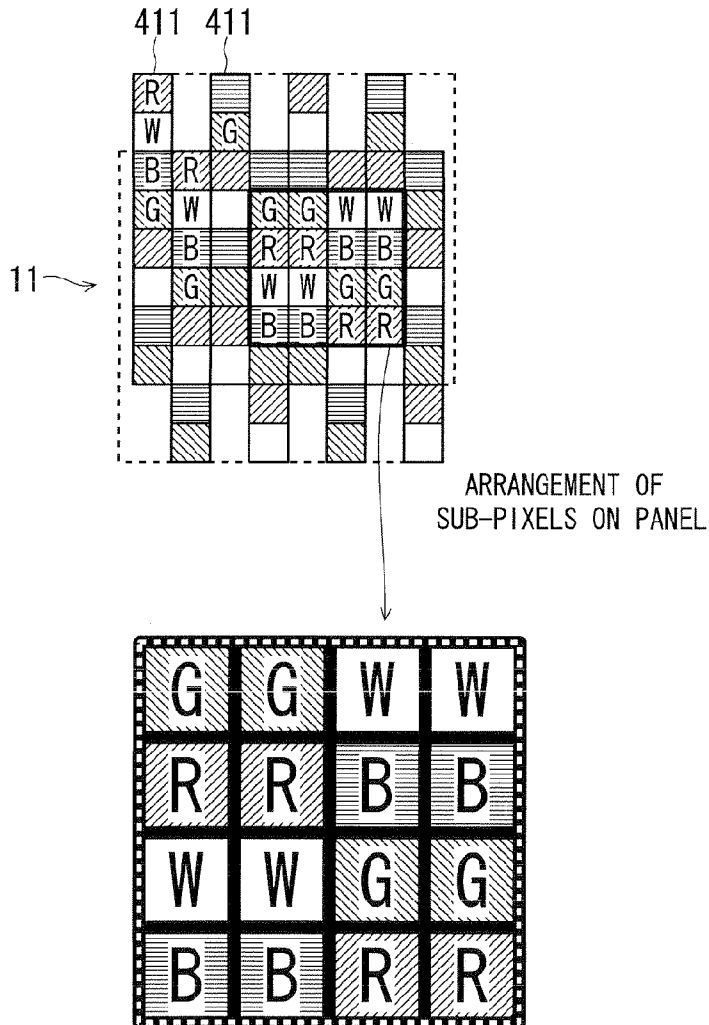 411 411
R
W G
B R
G W G G W W
B R R B B
11 G W W G G
B B R R
ARRANGEMENT OF
SUB-PIXELS ON PANEL
G G W W
R R B B
W W G G
B B R R